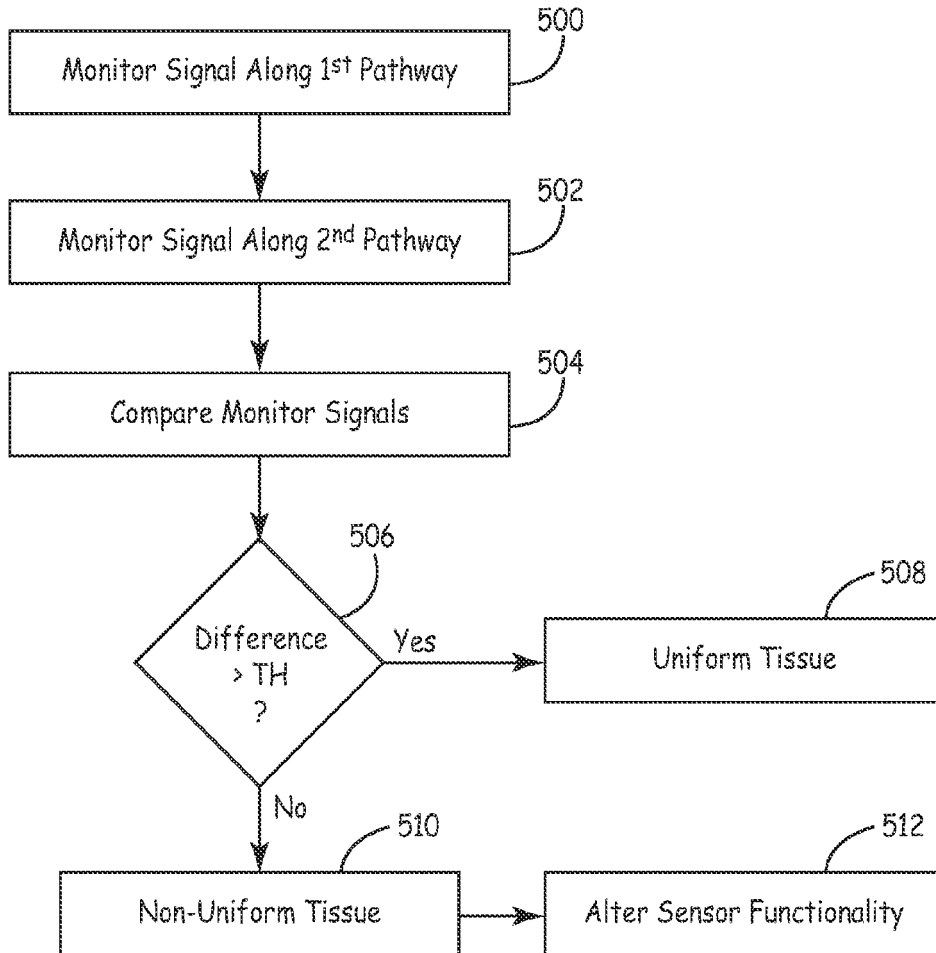 500
Monitor Signal Along 1st Pathway
502
Monitor Signal Along 2nd Pathway
504
Compare Monitor Signals
506
Difference
> TH
?
Yes
508
Uniform Tissue
No
510
Non-Uniform Tissue
512
Alter Sensor Functionality